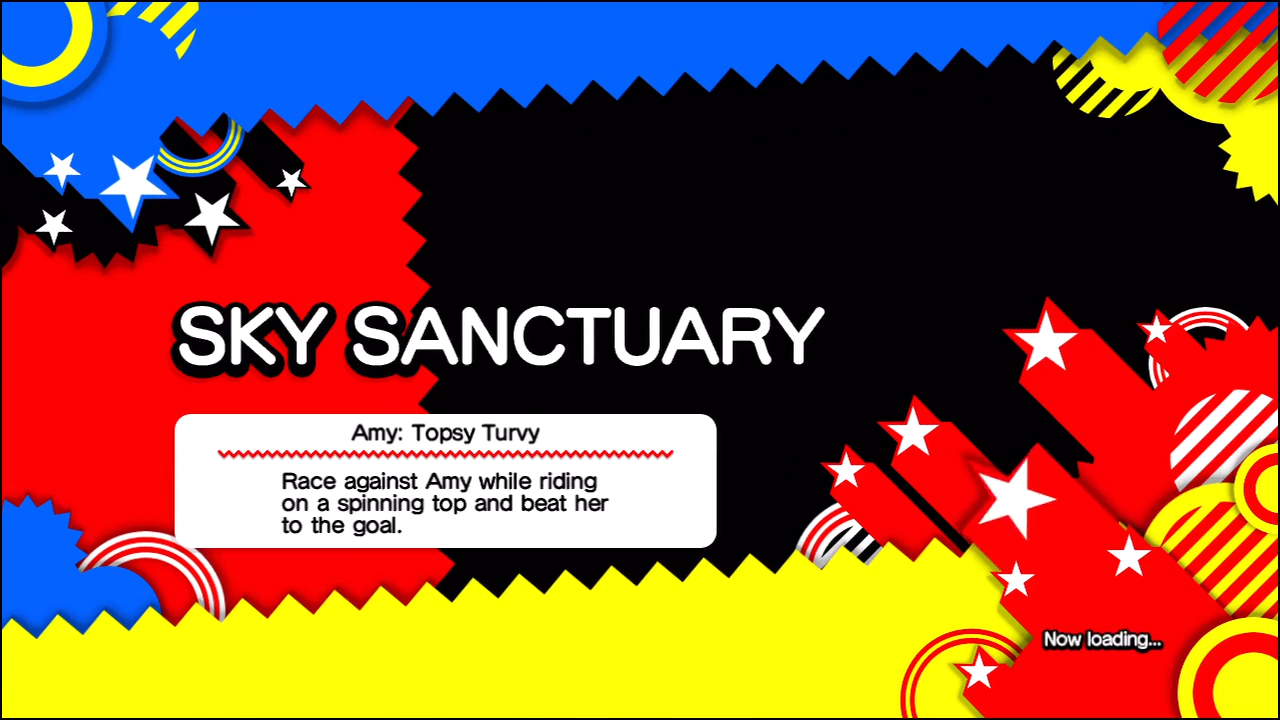 SKY SANCTUARY
Amy: Topsy Turvy
Race against Amy while riding
on a spinning top and beat her
to the goal.
Now loading...